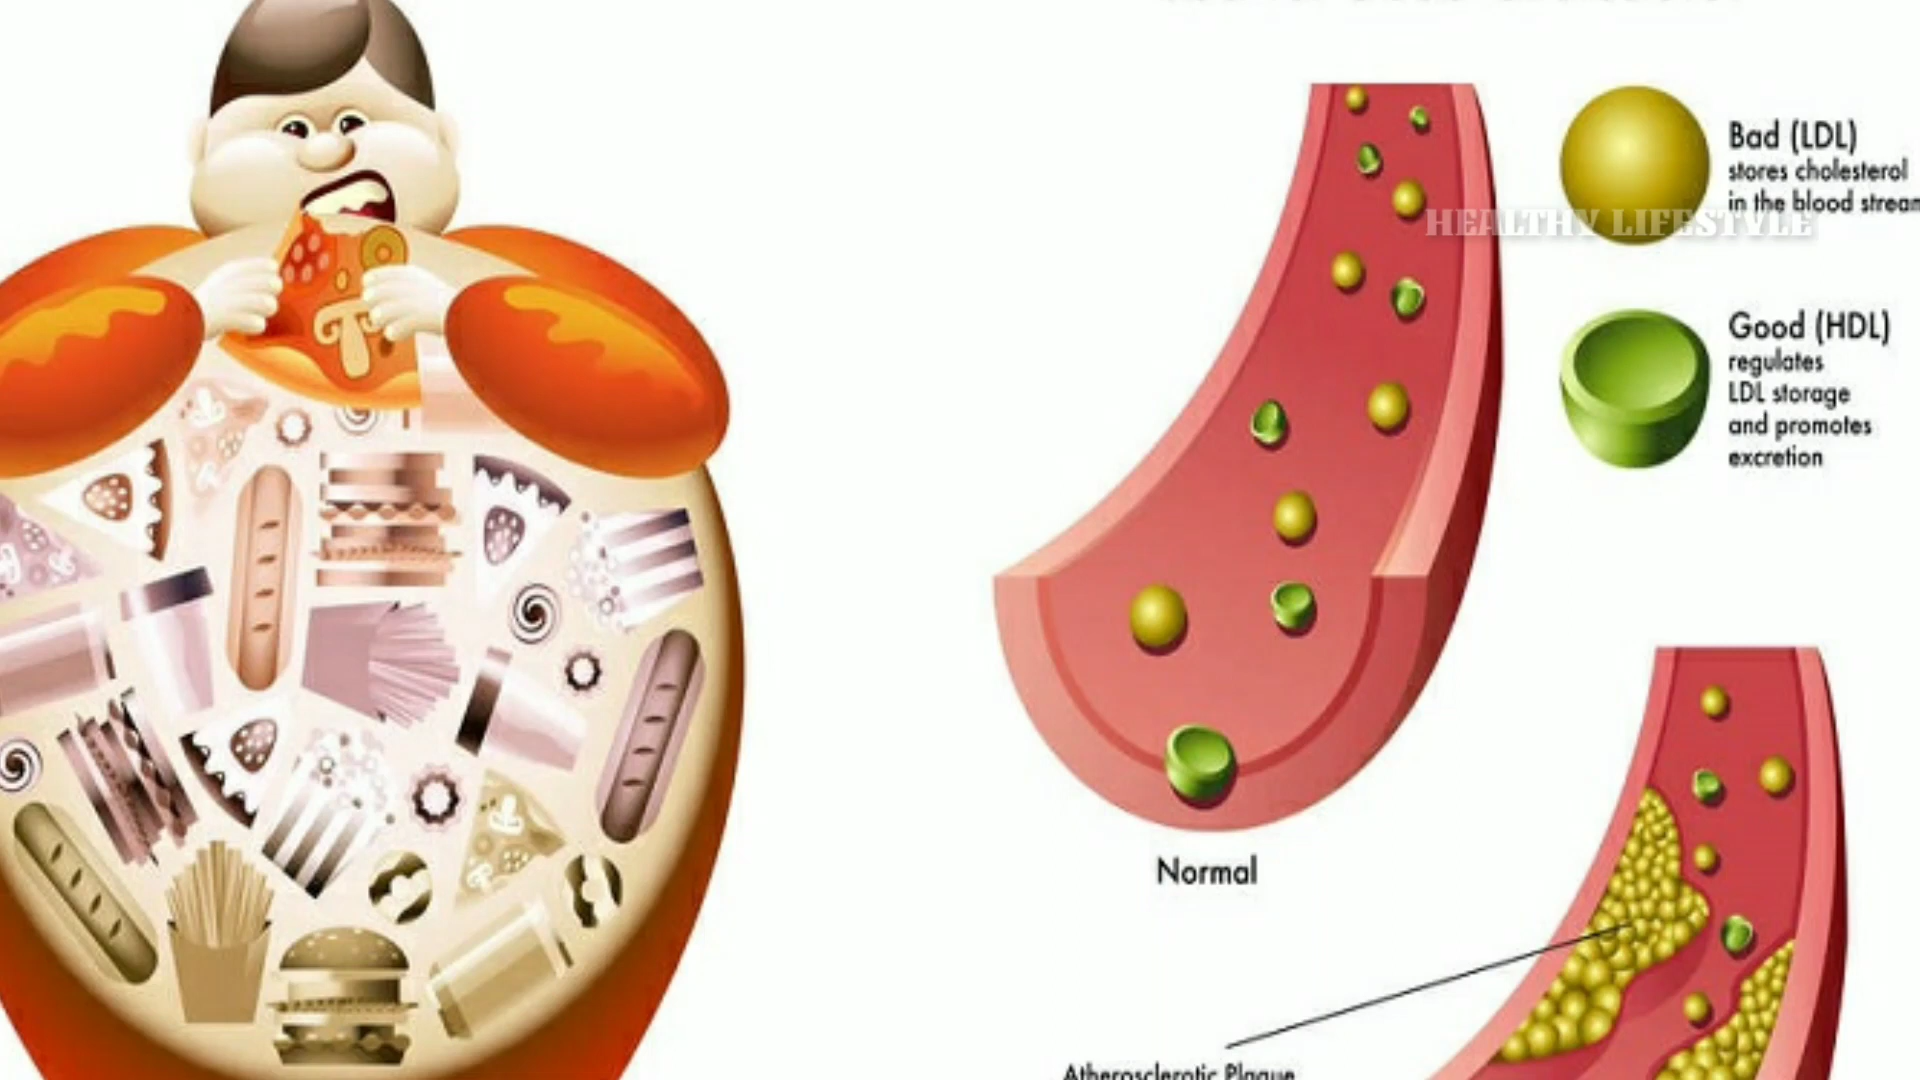 Bad (LDL)
stores cholesterol
in the blood stream
HEALTHY LIFESTYLE
Good (HDL)
regulates
LDL storage
and promotes
excretion
Normal
Atherosclerotic Plaque